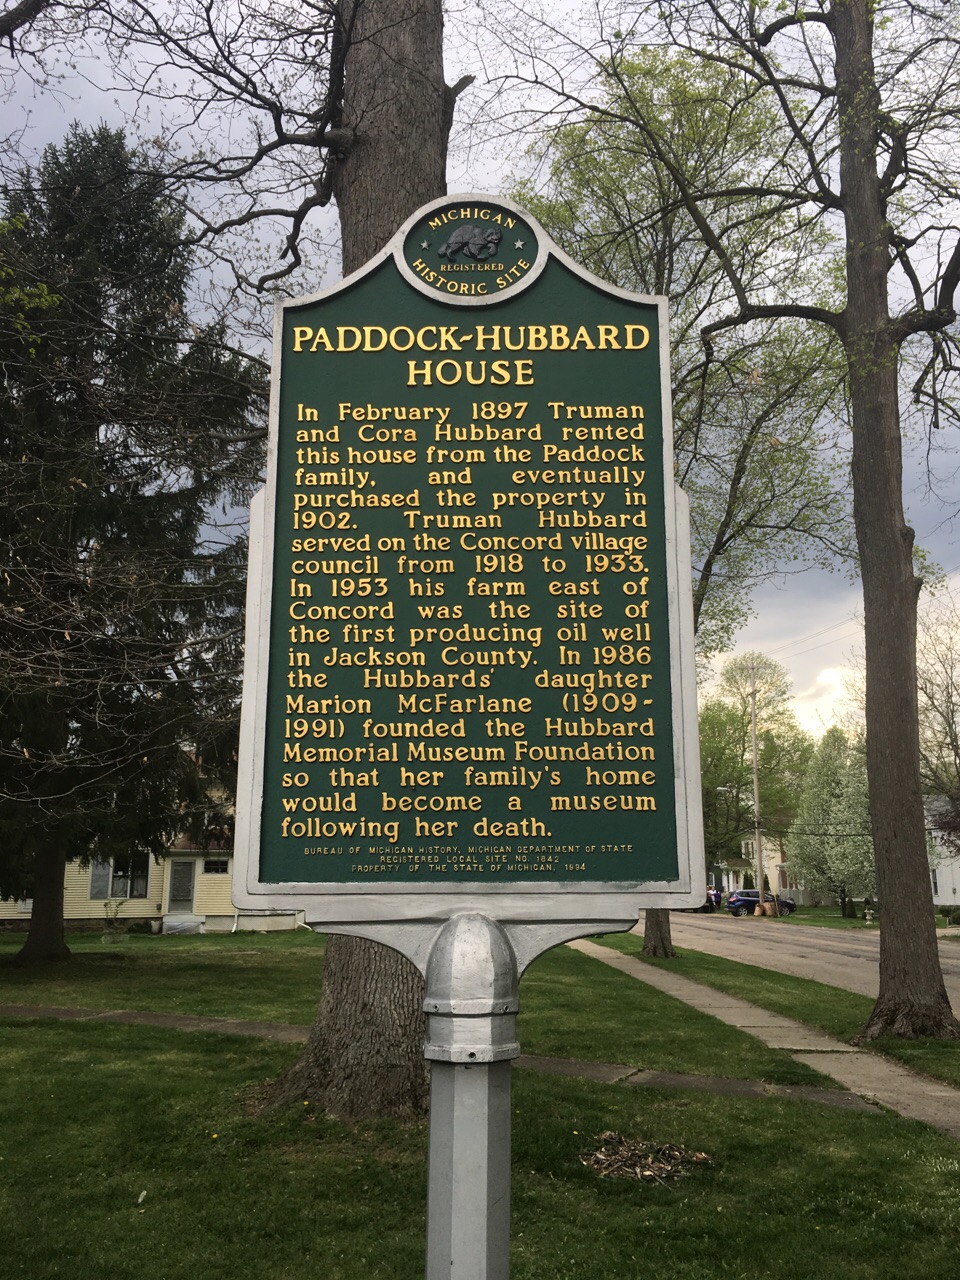 MICHIGAN
REGISTERED
HISTORIC SITE
PADDOCK-HUBBARD
HOUSE
In February 1897 Truman
and Cora Hubbard rented
this house from the Paddock
family, and eventually
purchased the property in
1902. Truman Hubbard
served on the Concord village
council from 1918 to 1933.
In 1953 his farm east of
Concord was the site of
the first producing oil well
in Jackson County. In 1986
the Hubbards' daughter
Marion McFarlane (1909-
1991) founded the Hubbard
Memorial Museum Foundation
so that her family's home
would become a museum
following her death.
BUREAU OF MICHIGAN HISTORY, MICHIGAN DEPARTMENT OF STATE
REGISTERED LOCAL SITE NO. 1842
PROPERTY OF THE STATE OF MICHIGAN, 1994